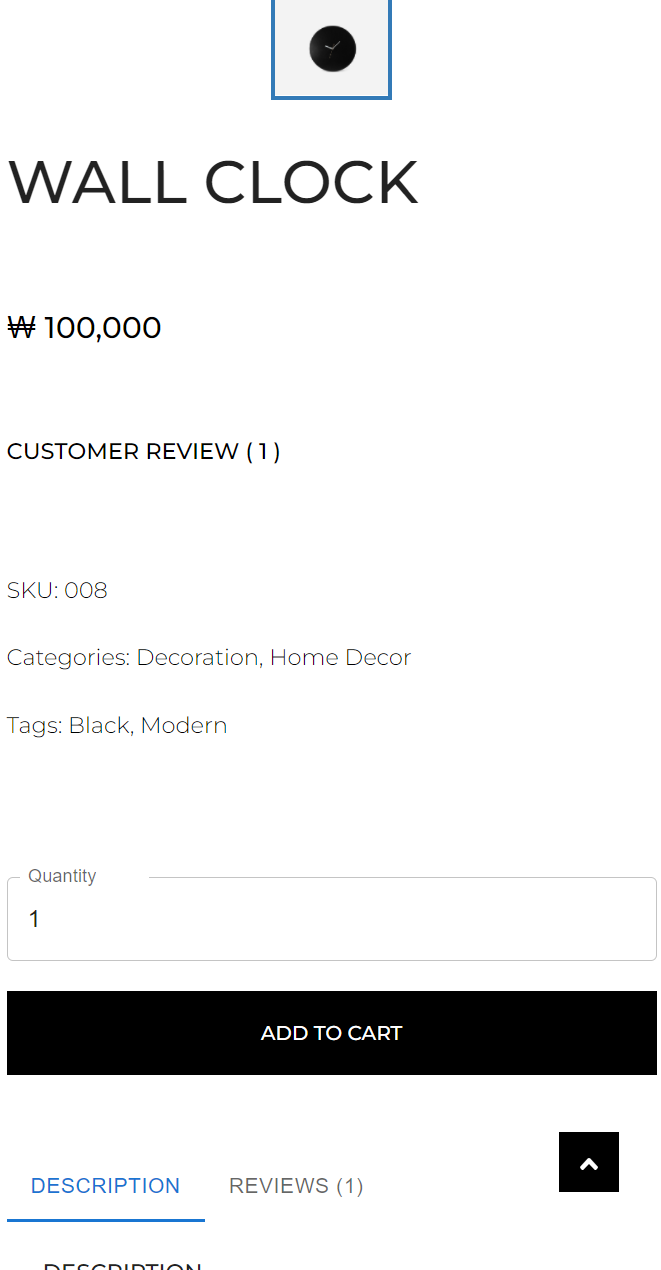 WALL CLOCK
₩ 100,000
CUSTOMER REVIEW ( 1 )
SKU: 008
Categories: Decoration, Home Decor
Tags: Black, Modern
Quantity
1
ADD TO CART
DESCRIPTION REVIEWS (1)
DESCRIPTION